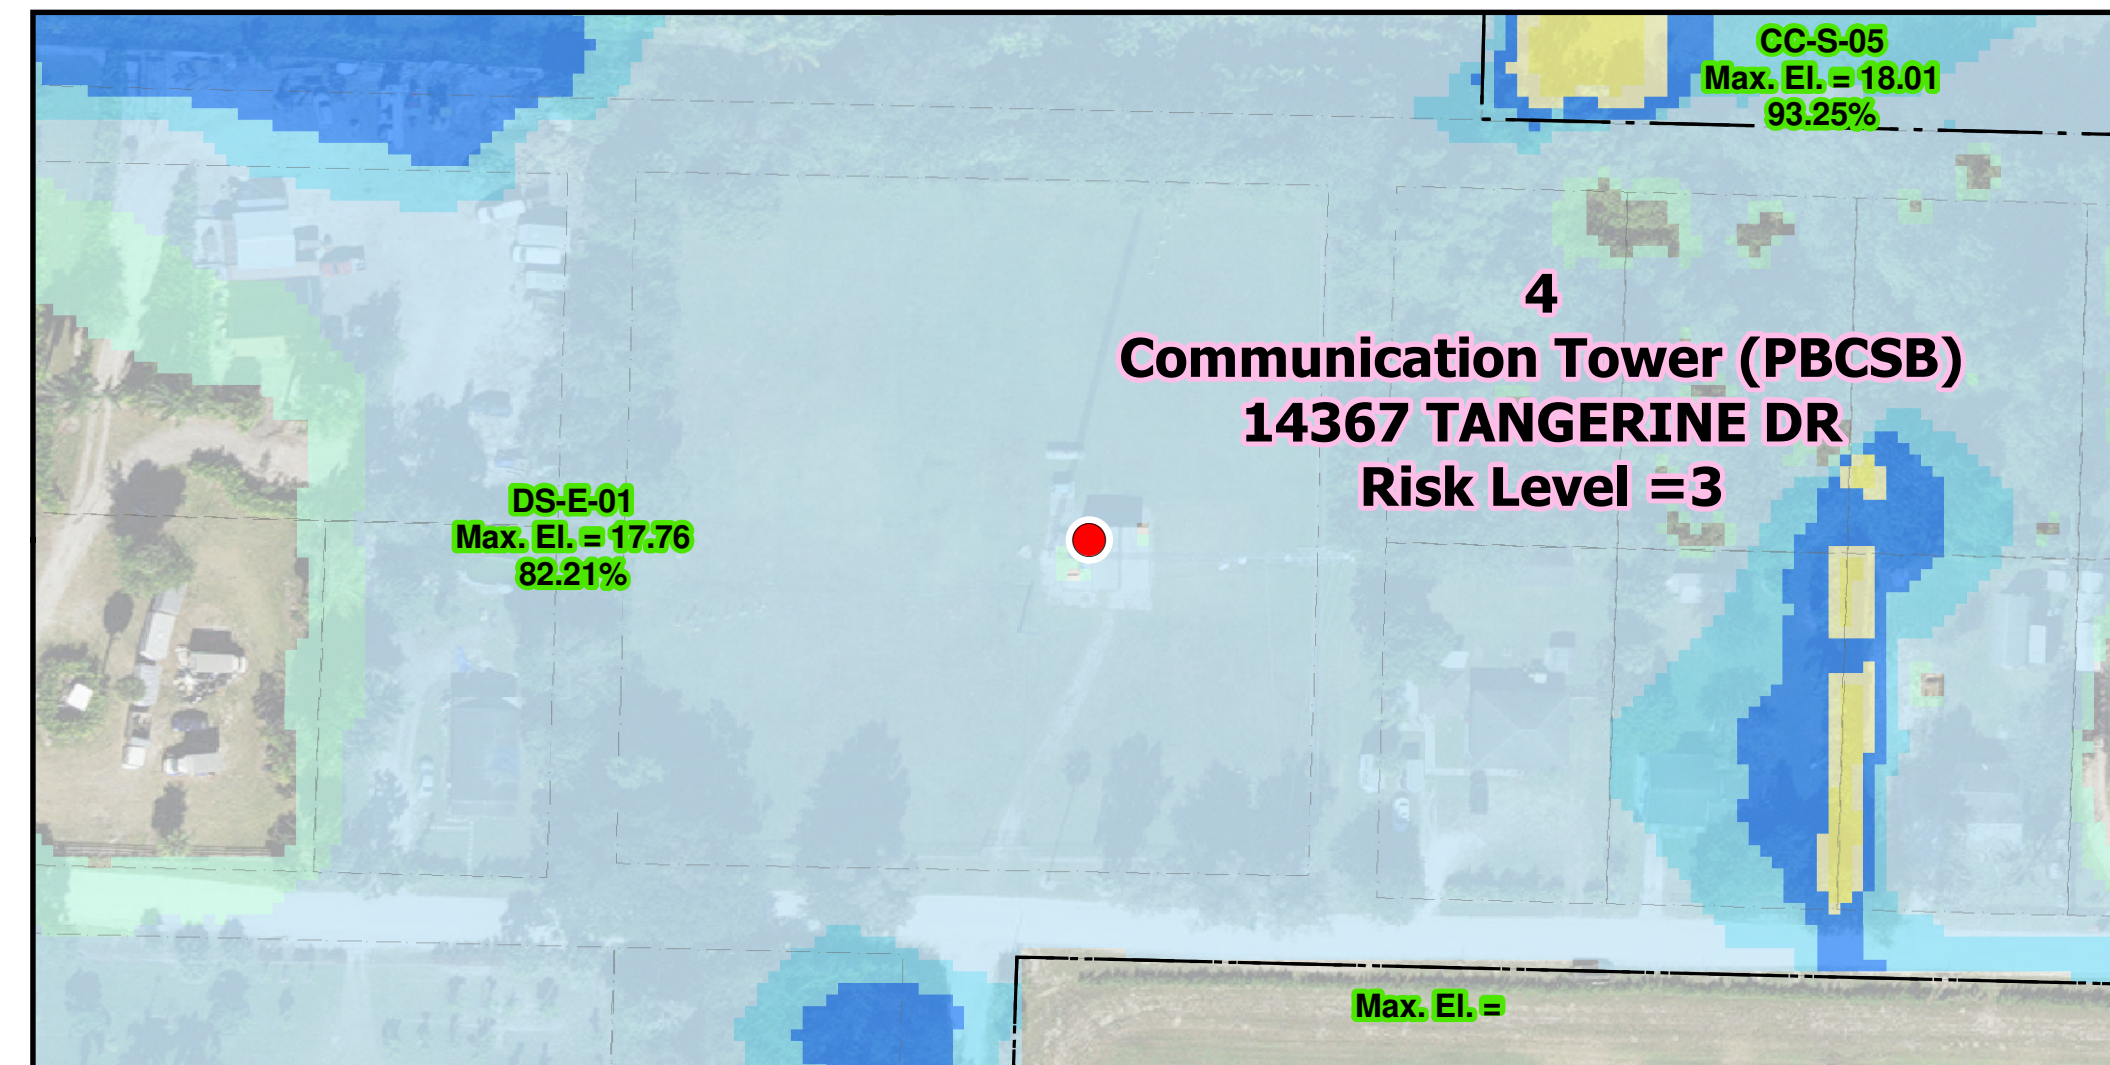 CC-S-05
Max. El. = 18.01
93.25%
4
Communication Tower (PBCSB)
14367 TANGERINE DR
Risk Level =3
DS-E-01
Max. El. = 17.76
82.21%
Max. El. =